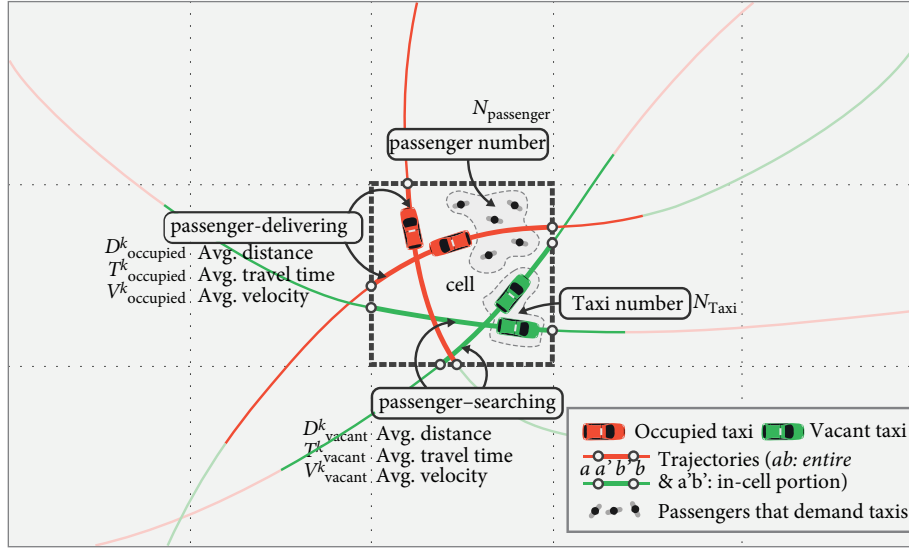 N_passenger
passenger number
passenger-delivering
D^k_occupied Avg. distance
T^k_occupied Avg. travel time
V^k_occupied Avg. velocity
cell
Taxi number N_Taxi
passenger–searching
D^k_vacant Avg. distance
T^k_vacant Avg. travel time
V^k_vacant Avg. velocity
Occupied taxi Vacant taxi
a a' b' b Trajectories (ab: entire
& a'b': in-cell portion)
Passengers that demand taxis